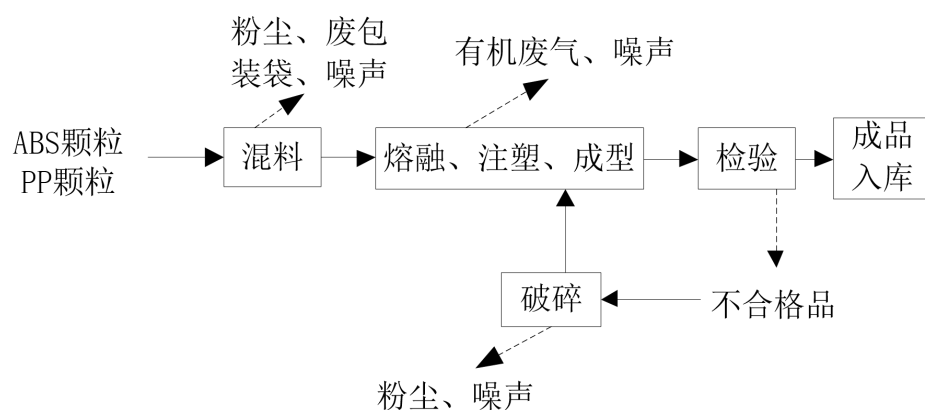 粉尘、废包
装袋、噪声
有机废气、噪声
ABS颗粒
PP颗粒
混料
熔融、注塑、成型
检验
成品
入库
破碎
不合格品
粉尘、噪声